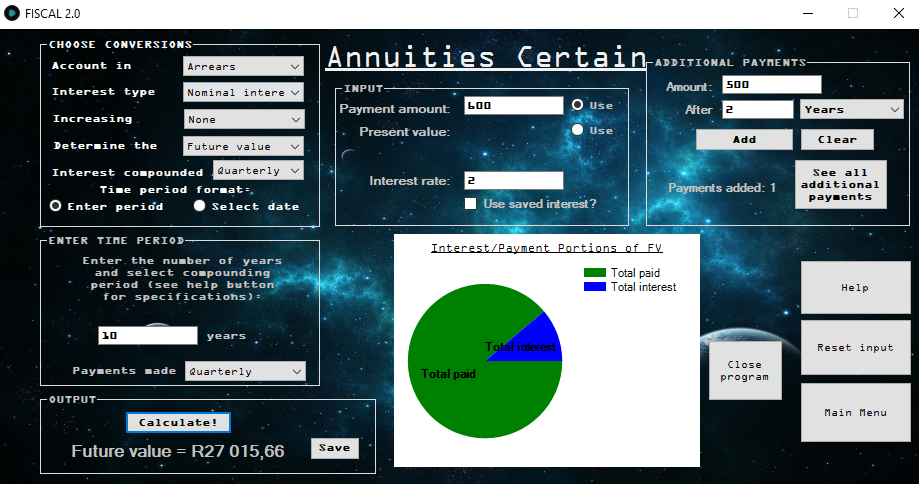 FISCAL 2.0
CHOOSE CONVERSIONS
Account in Arrears
Interest type Nominal intere
Increasing None
Determine the Future value
Interest compounded Quarterly
Time period format:
Enter period Select date
Annuities Certain
INPUT
Payment amount: 600 Use
Present value: Use
Interest rate: 2
Use saved interest?
ADDITIONAL PAYMENTS
Amount: 500
After 2 Years
Add Clear
Payments added: 1
See all
additional
payments
ENTER TIME PERIOD
Enter the number of years
and select compounding
period (see help button
for specifications):
10 years
Payments made Quarterly
Interest/Payment Portions of FV
Total paid
Total interest
Total interest
Total paid
Help
Reset input
Close
program
Main Menu
OUTPUT
Calculate!
Future value = R27 015,66
Save